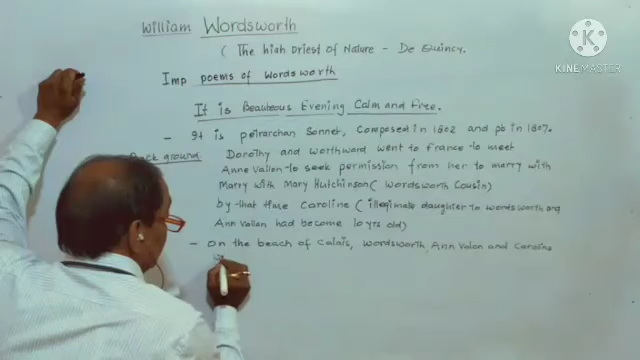 William Wordsworth
( The high priest of Nature - De Quincy.
KINEMASTER
Imp poems of Wordsworth
It is Beauteous Evening Calm and Free.
- It is petrarchan Sonnet, Composed in 1802 and pb in 1807.
Back ground. Dorothy and worthward went to France to meet
Anne Vallon to seek permission from her to marry with
Marry with Mary Hutchinson ( Wordsworth Cousin)
by that time Caroline ( illegimate daughter to wordsworth and
Ann Vallon had become 10 yrs old)
- On the beach of Calais, Wordsworth, Ann Valon and Caroline